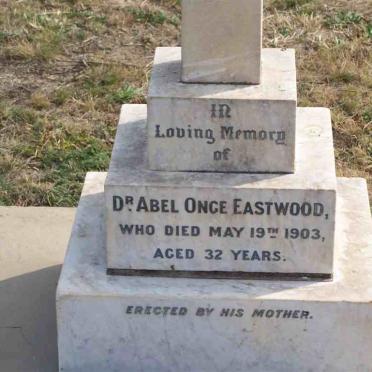 IN
Loving Memory
of
DR ABEL ONGE EASTWOOD,
WHO DIED MAY 19TH 1903,
AGED 32 YEARS.
ERECTED BY HIS MOTHER.